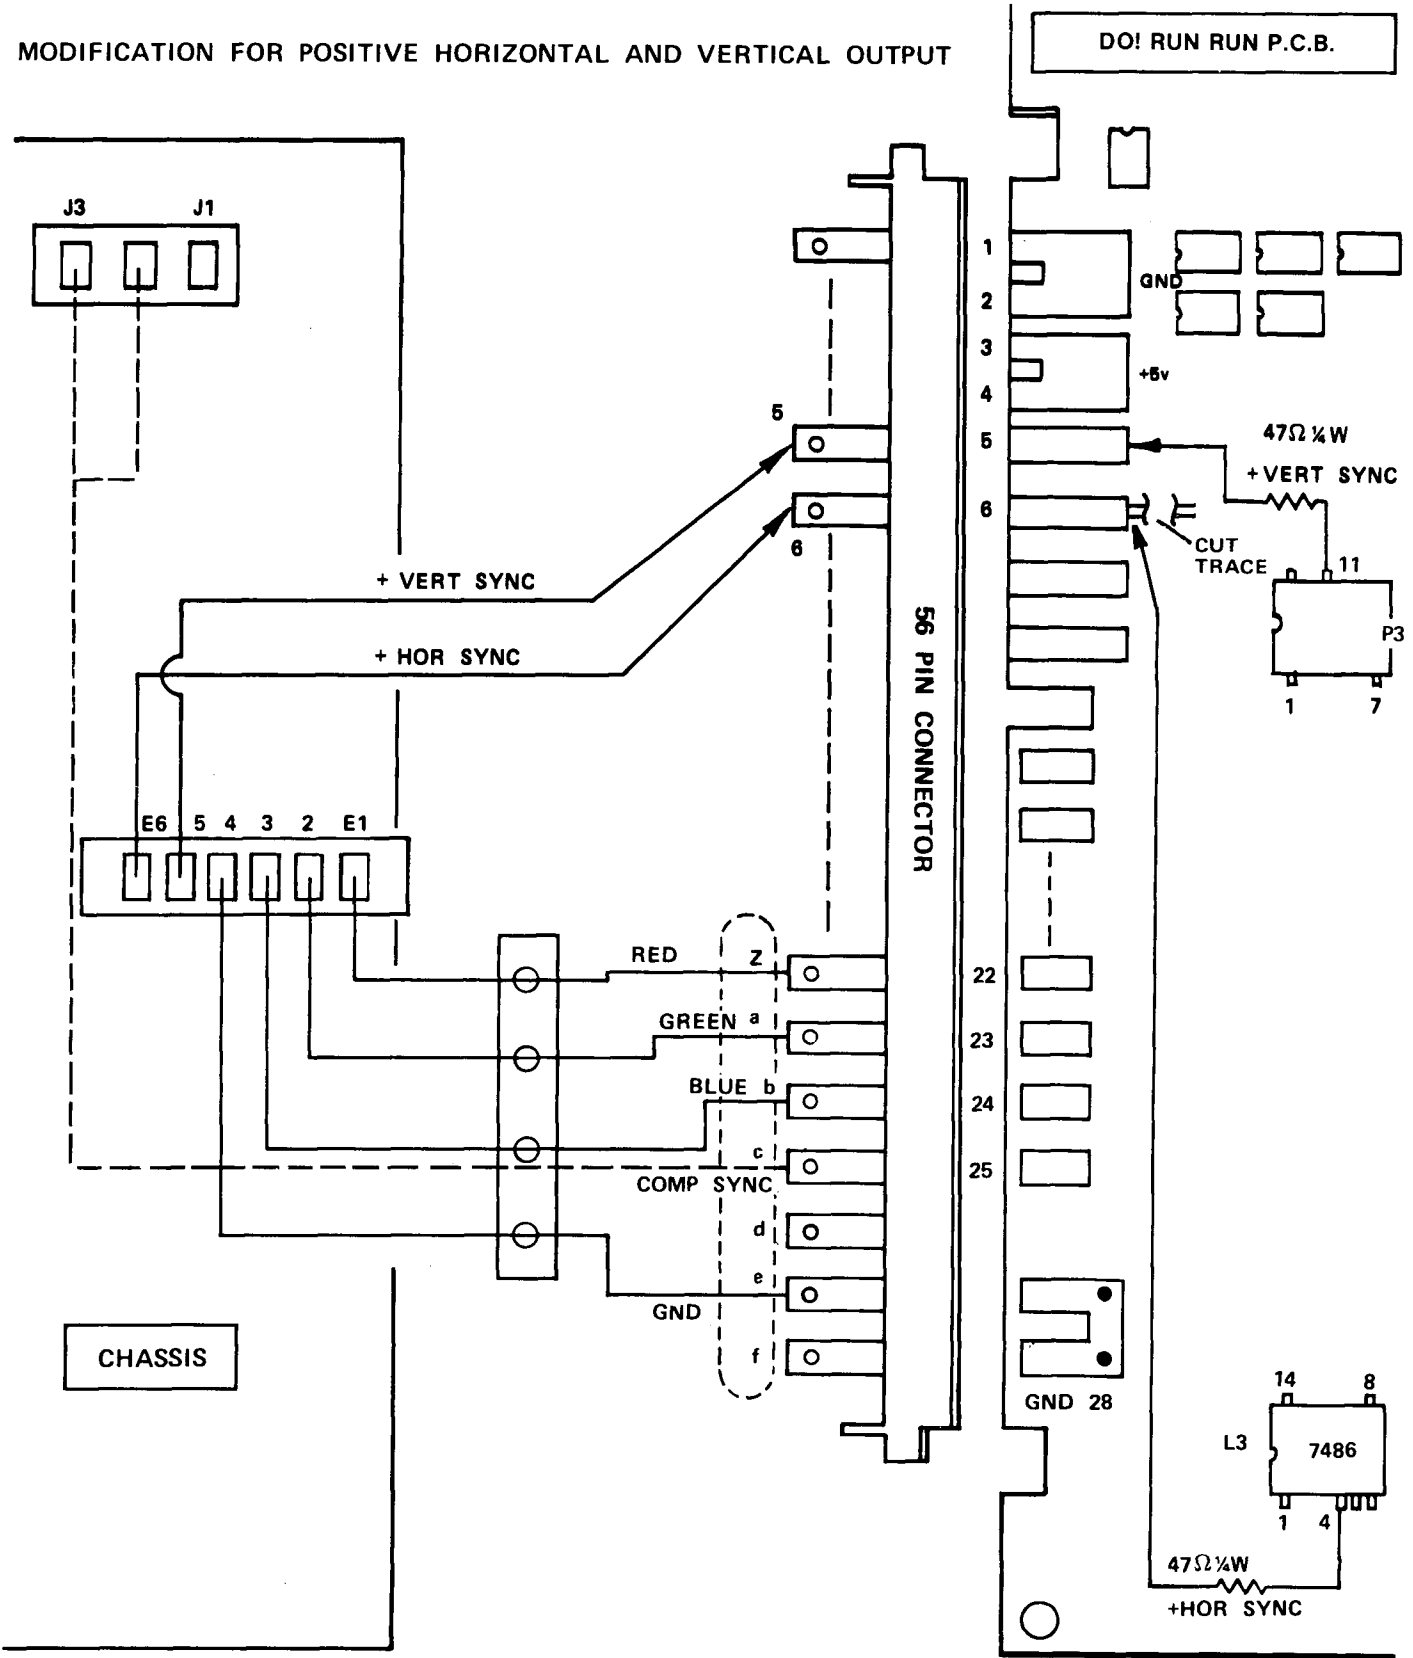 MODIFICATION FOR POSITIVE HORIZONTAL AND VERTICAL OUTPUT
DO! RUN RUN P.C.B.
J3 J1
1
GND
2
3
+5v
4
5
5
47Ω ¼W
+VERT SYNC
6
6
CUT
TRACE
11
P3
1 7
+ VERT SYNC
+ HOR SYNC
56 PIN CONNECTOR
E6 5 4 3 2 E1
RED Z
22
GREEN a
23
BLUE b
24
c
25
COMP SYNC
d
e
GND
f
GND 28
CHASSIS
14 8
L3
7486
1 4
47Ω ¼W
+HOR SYNC